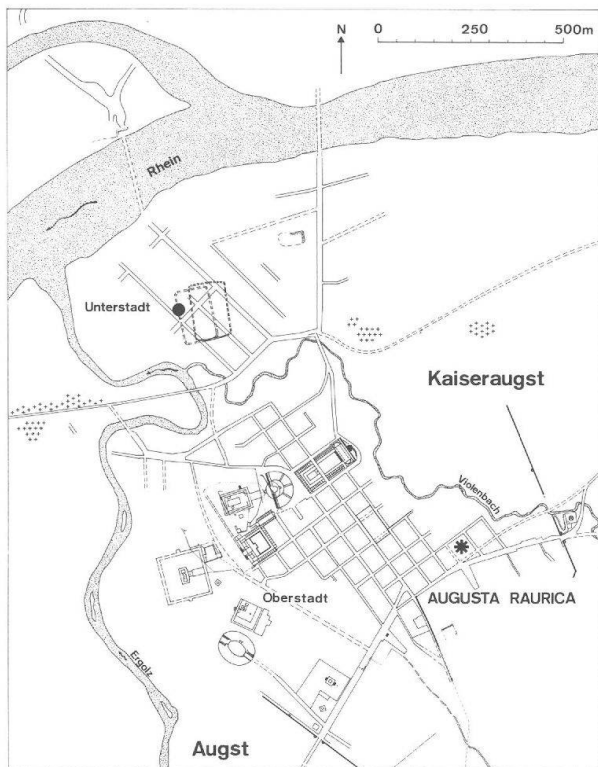 N
0 250 500m
Rhein
Unterstadt
Kaiseraugst
Violenbach
Oberstadt
AUGUSTA RAURICA
Ergolz
Augst